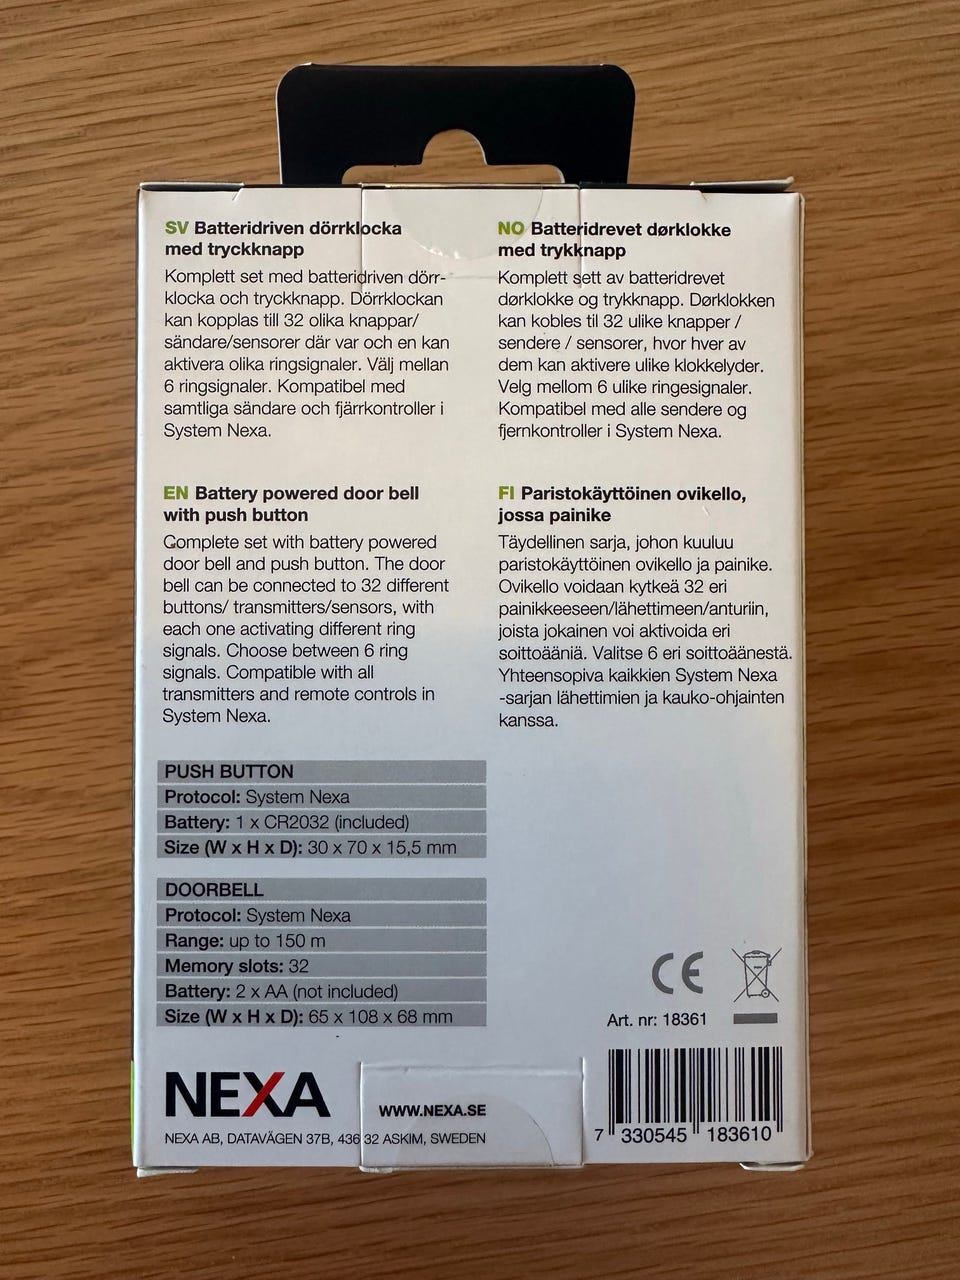 SV Batteridriven dörrklocka
med tryckknapp
Komplett set med batteridriven dörr-
klocka och tryckknapp. Dörrklockan
kan kopplas till 32 olika knappar/
sändare/sensorer där var och en kan
aktivera olika ringsignaler. Välj mellan
6 ringsignaler. Kompatibel med
samtliga sändare och fjärrkontroller i
System Nexa.
NO Batteridrevet dørklokke
med trykknapp
Komplett sett av batteridrevet
dørklokke og trykknapp. Dørklokken
kan kobles til 32 ulike knapper /
sendere / sensorer, hvor hver av
dem kan aktivere ulike klokkelyder.
Velg mellom 6 ulike ringesignaler.
Kompatibel med alle sendere og
fjernkontroller i System Nexa.
EN Battery powered door bell
with push button
Complete set with battery powered
door bell and push button. The door
bell can be connected to 32 different
buttons/ transmitters/sensors, with
each one activating different ring
signals. Choose between 6 ring
signals. Compatible with all
transmitters and remote controls in
System Nexa.
FI Paristokäyttöinen ovikello,
jossa painike
Täydellinen sarja, johon kuuluu
paristokäyttöinen ovikello ja painike.
Ovikello voidaan kytkeä 32 eri
painikkeeseen/lähettimeen/anturiin,
joista jokainen voi aktivoida eri
soittoääniä. Valitse 6 eri soittoäänestä.
Yhteensopiva kaikkien System Nexa
-sarjan lähettimien ja kauko-ohjainten
kanssa.
PUSH BUTTON
Protocol: System Nexa
Battery: 1 x CR2032 (included)
Size (W x H x D): 30 x 70 x 15,5 mm
DOORBELL
Protocol: System Nexa
Range: up to 150 m
Memory slots: 32
Battery: 2 x AA (not included)
Size (W x H x D): 65 x 108 x 68 mm
CE
Art. nr: 18361
NEXA
WWW.NEXA.SE
NEXA AB, DATAVÄGEN 37B, 436 32 ASKIM, SWEDEN
7 330545 183610